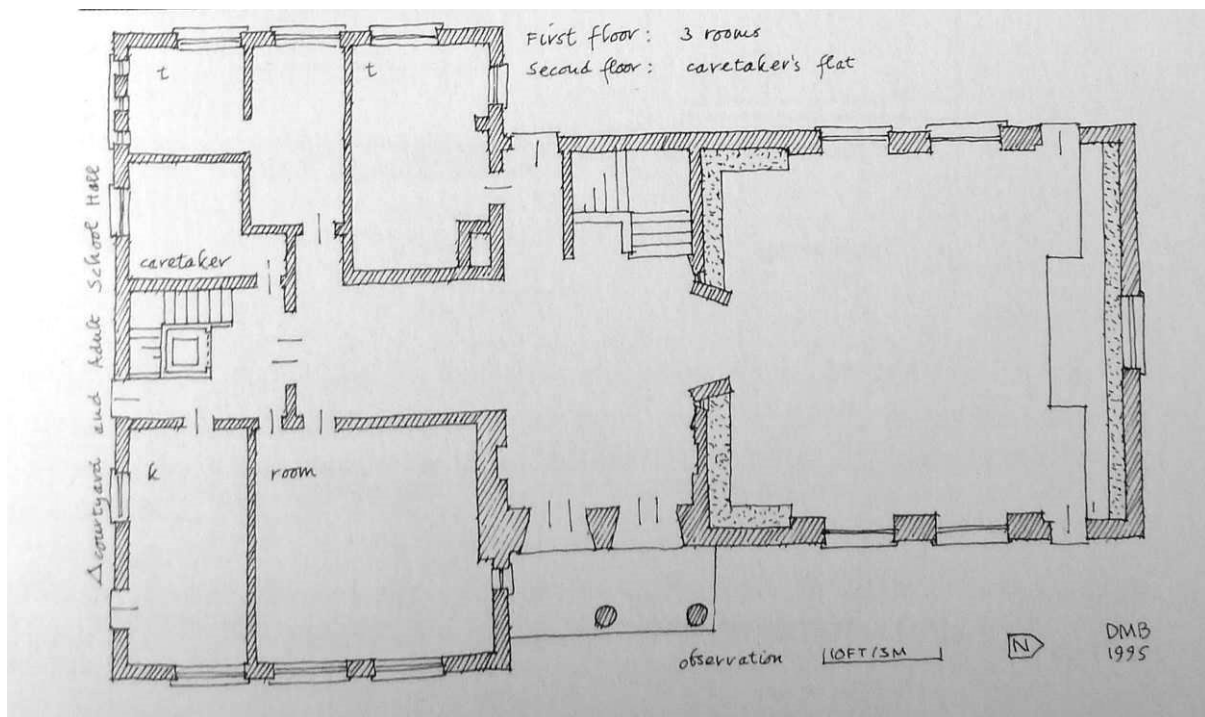 First floor: 3 rooms
Second floor: caretaker's flat
t
t
caretaker
△ courtyard and Adult School Hall
k
room
observation
10FT/3M
N
DMB
1995